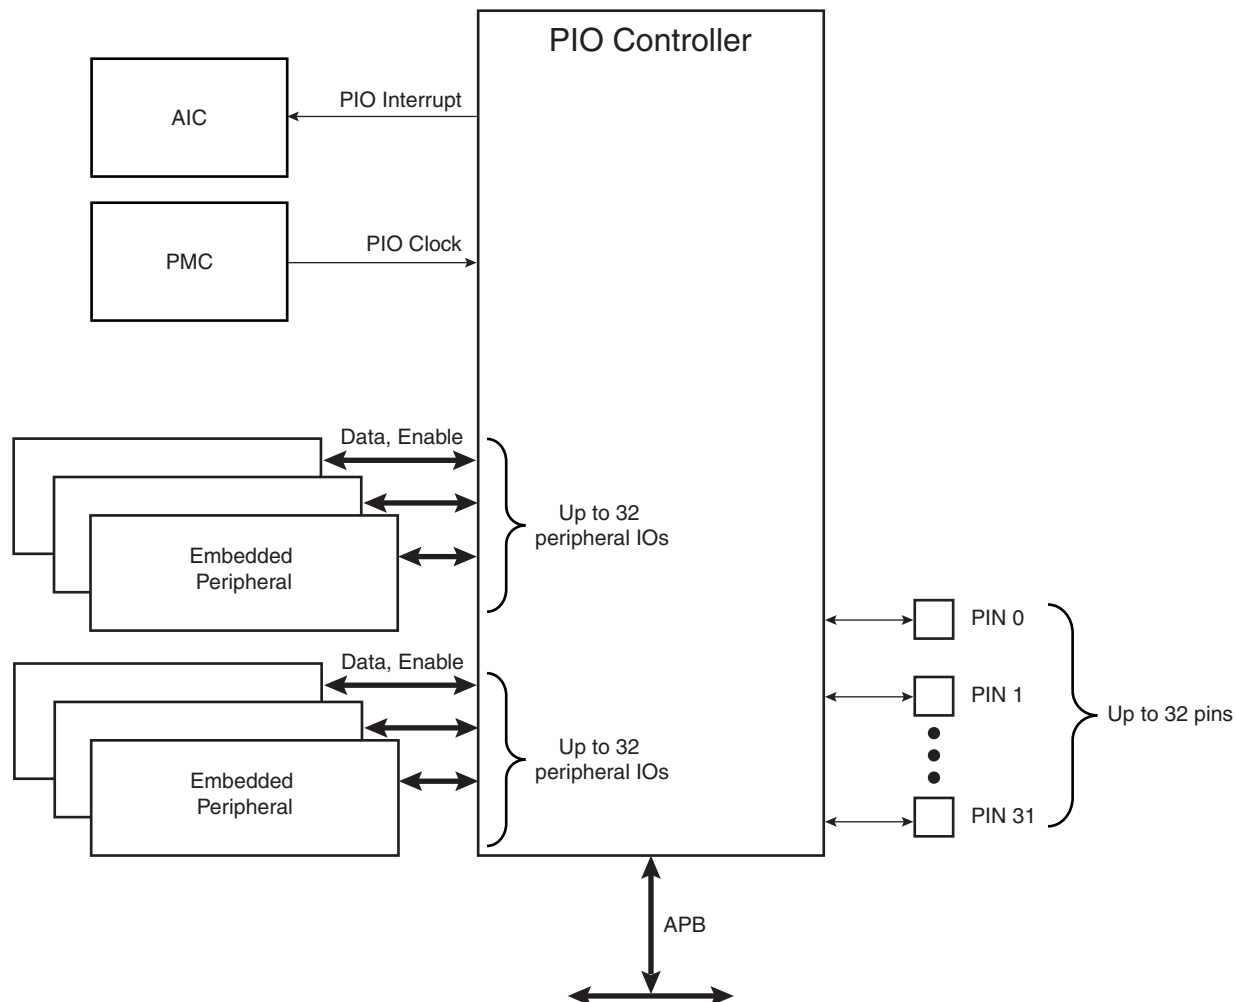 PIO Controller
AIC
PIO Interrupt
PMC
PIO Clock
Data, Enable
Up to 32
peripheral IOs
Embedded
Peripheral
Data, Enable
Up to 32
peripheral IOs
Embedded
Peripheral
PIN 0
PIN 1
PIN 31
Up to 32 pins
APB